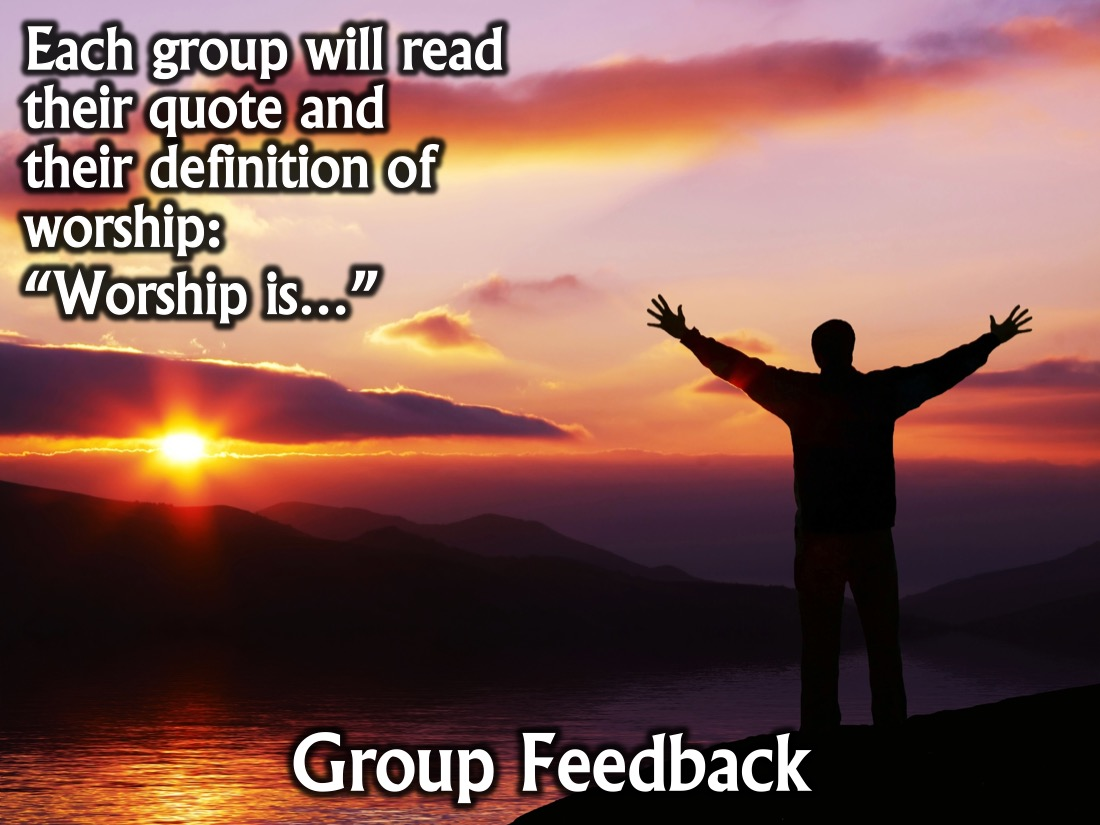 Each group will read
their quote and
their definition of
worship:
“Worship is...”
Group Feedback